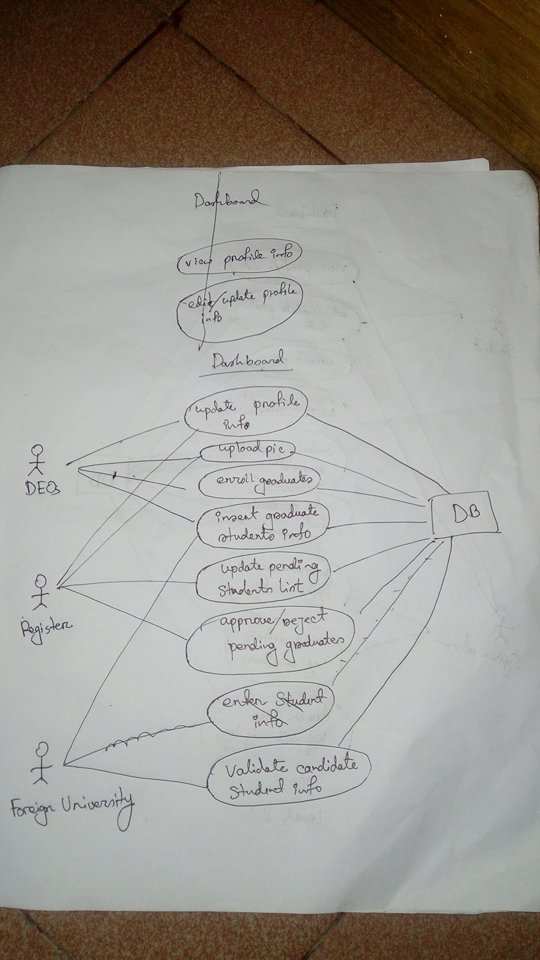 Dashboard
view profile info
edit/update profile
info
Dashboard
update profile
info
upload pic
enroll graduates
insert graduate
students info
update pending
Students list
approve/reject
pending graduates
enter Student
info
Validate candidate
Student info
DEOs
Register
Foreign University
DB